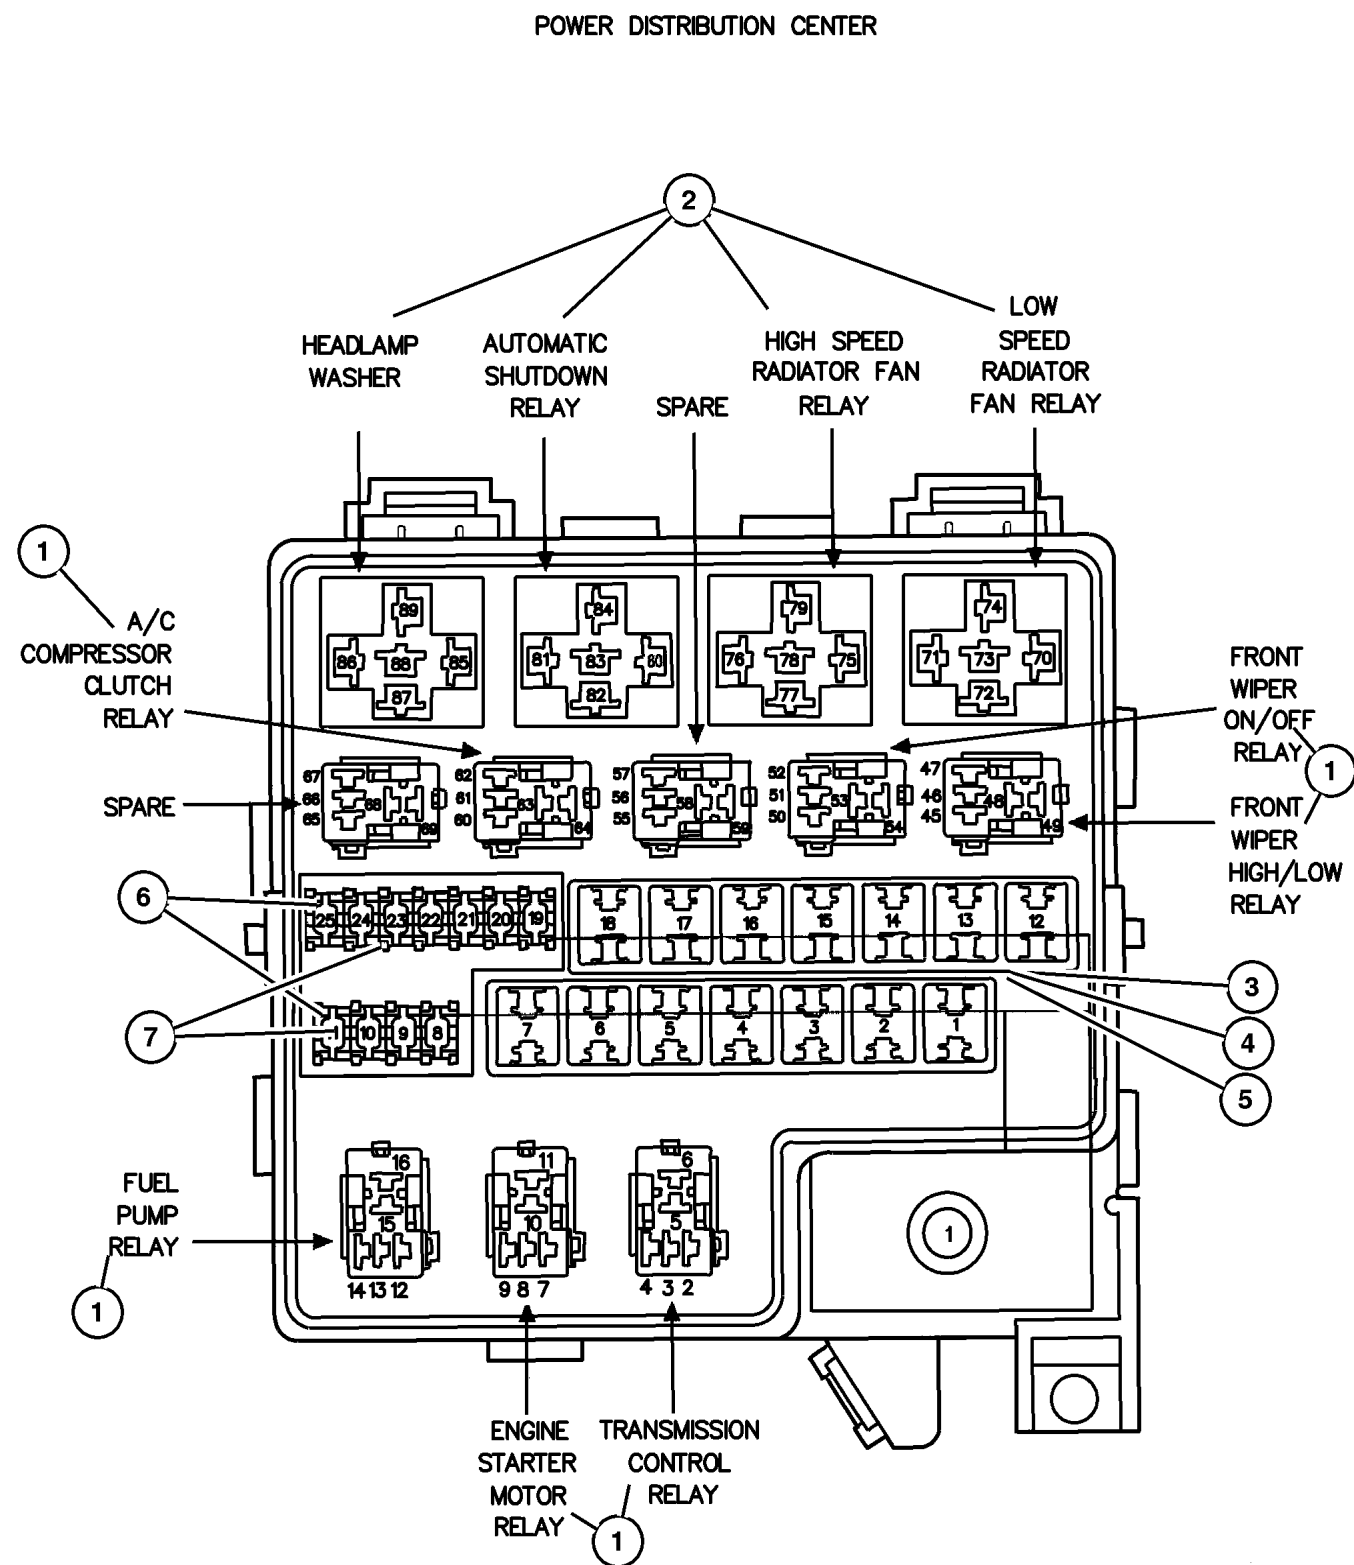 POWER DISTRIBUTION CENTER
2
HEADLAMP
WASHER
AUTOMATIC
SHUTDOWN
RELAY
SPARE
HIGH SPEED
RADIATOR FAN
RELAY
LOW
SPEED
RADIATOR
FAN RELAY
1
A/C
COMPRESSOR
CLUTCH
RELAY
89
86 88 85
87
84
81 83 80
82
79
76 78 75
77
74
71 73 70
72
FRONT
WIPER
ON/OFF
RELAY
1
FRONT
WIPER
HIGH/LOW
RELAY
SPARE
67
66 68
65 69
62
61 63
60 64
57
56 58
55 59
52
51 53
50 54
47
46 48
45 49
6
25 24 23 22 21 20 19
18 17 16 15 14 13 12
3
7
10 9 8
7 6 5 4 3 2 1
4
5
FUEL
PUMP
RELAY
1
16
15
14 13 12
11
10
9 8 7
6
5
4 3 2
1
ENGINE
STARTER
MOTOR
RELAY
TRANSMISSION
CONTROL
RELAY
1